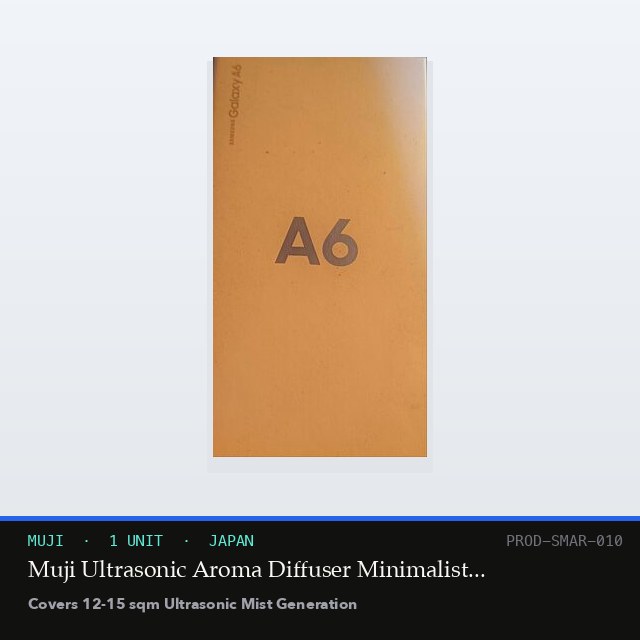 SAMSUNG Galaxy A6
A6
MUJI · 1 UNIT · JAPAN
PROD–SMAR–010
Muji Ultrasonic Aroma Diffuser Minimalist...
Covers 12-15 sqm Ultrasonic Mist Generation